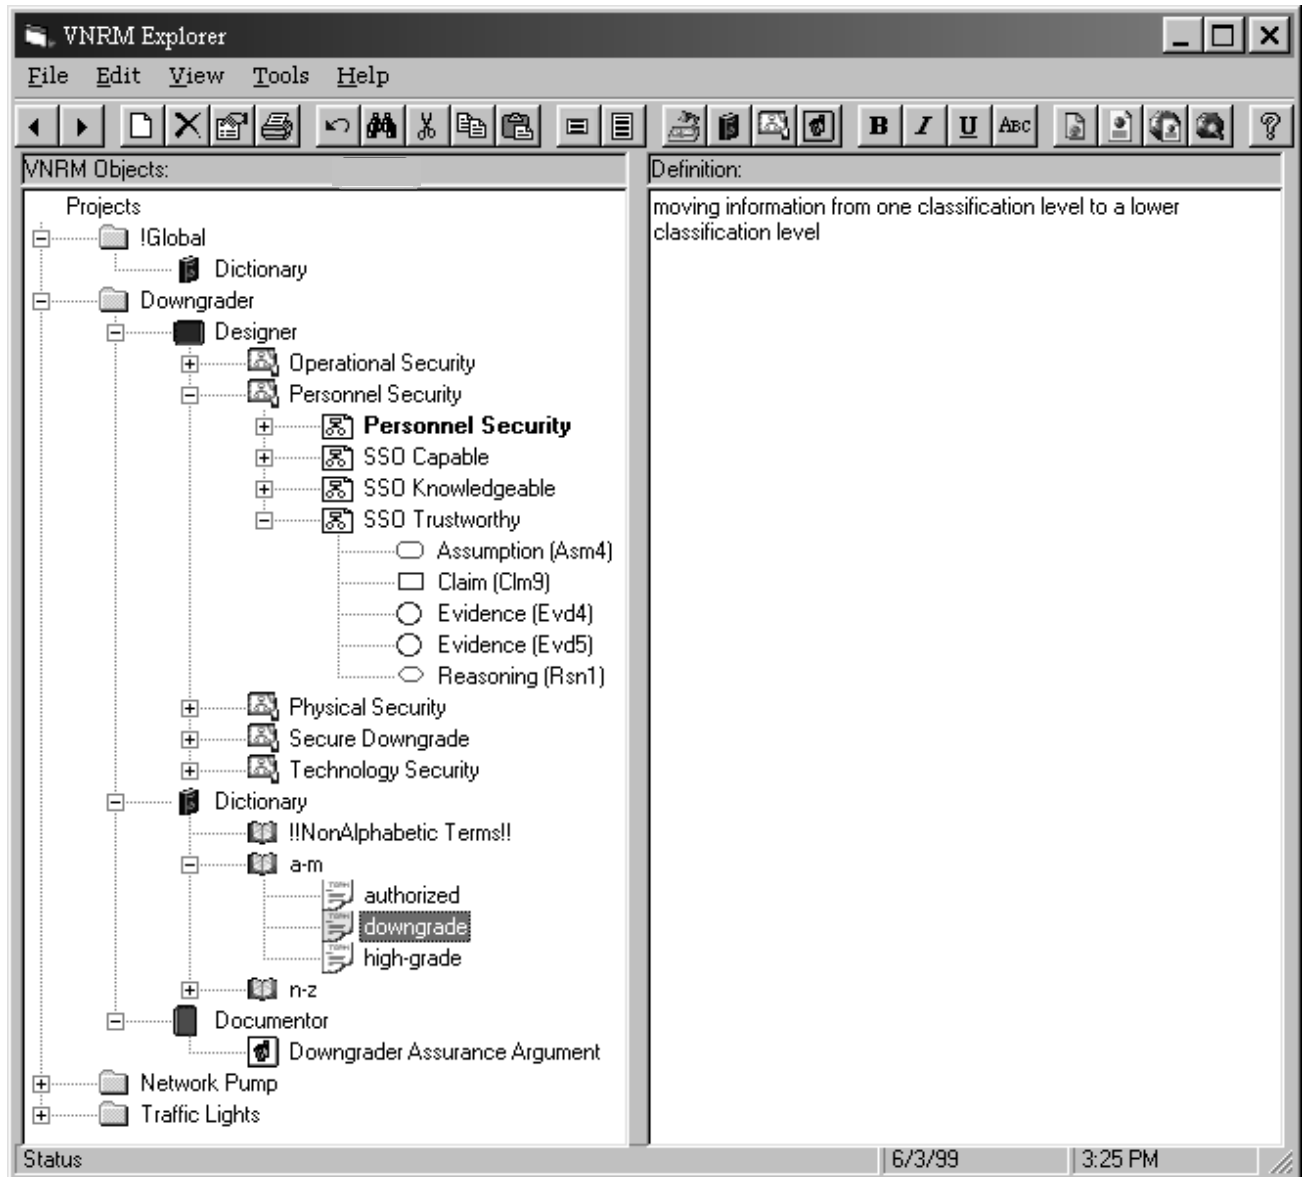 VNRM Explorer
File Edit View Tools Help
B I U ABC
VNRM Objects:
Definition:
Projects
moving information from one classification level to a lower
classification level
!Global
Dictionary
Downgrader
Designer
Operational Security
Personnel Security
Personnel Security
SSO Capable
SSO Knowledgeable
SSO Trustworthy
Assumption (Asm4)
Claim (Clm9)
Evidence (Evd4)
Evidence (Evd5)
Reasoning (Rsn1)
Physical Security
Secure Downgrade
Technology Security
Dictionary
!!NonAlphabetic Terms!!
a-m
authorized
downgrade
high-grade
n-z
Documentor
Downgrader Assurance Argument
Network Pump
Traffic Lights
Status
6/3/99
3:25 PM